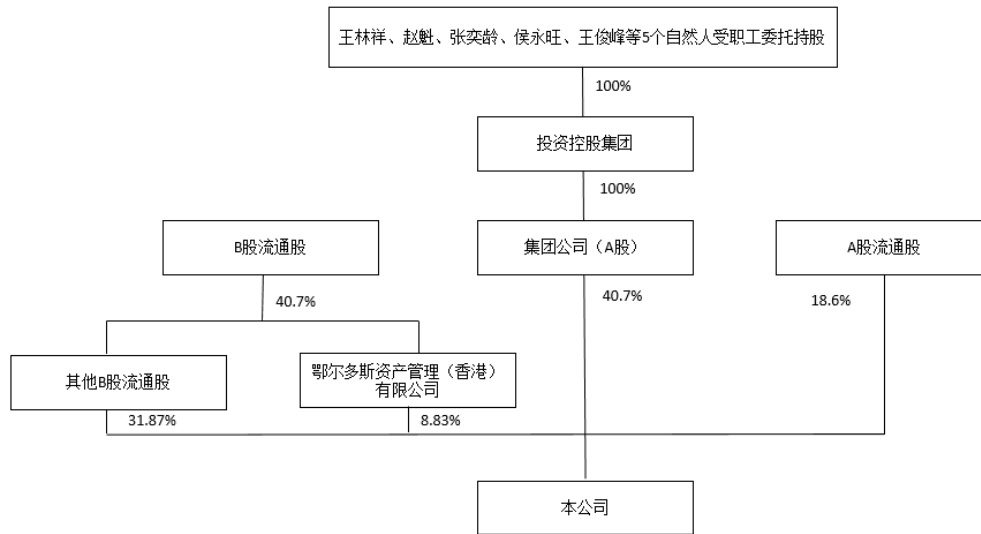 王林祥、赵魁、张奕龄、侯永旺、王俊峰等5个自然人受职工委托持股
100%
投资控股集团
100%
B股流通股
集团公司（A股）
A股流通股
40.7%
40.7%
18.6%
其他B股流通股
鄂尔多斯资产管理（香港）
有限公司
31.87%
8.83%
本公司